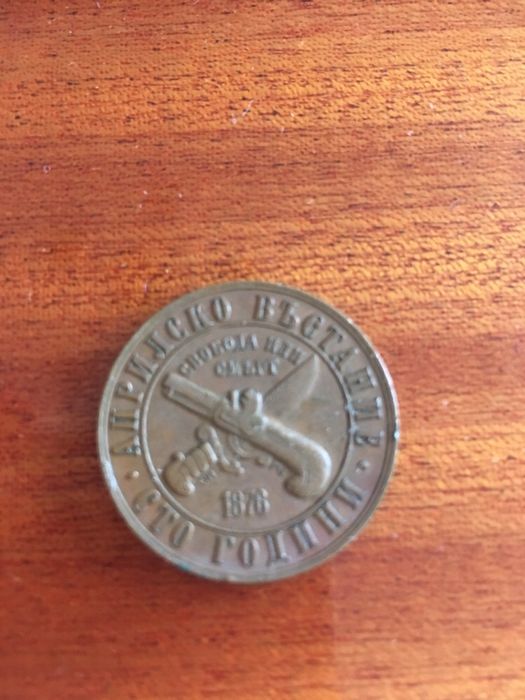 АПРИЛСКО ВЪСТАНИЕ
СВОБОДА ИЛИ
СМЪРТ
1876
· СТО ГОДИНИ ·